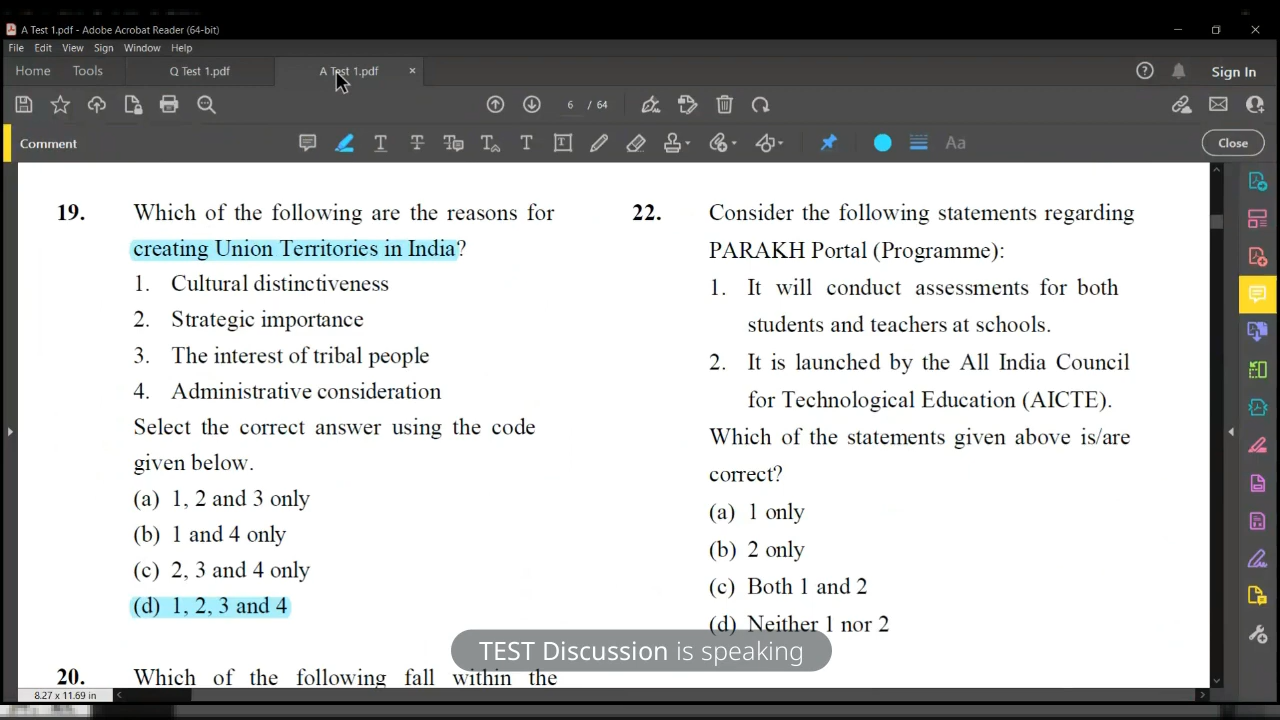 A Test 1.pdf - Adobe Acrobat Reader (64-bit)
File Edit View Sign Window Help
Home Tools Q Test 1.pdf A Test 1.pdf × Sign In
6 / 64
Comment Aa Close
19. Which of the following are the reasons for
creating Union Territories in India?
1. Cultural distinctiveness
2. Strategic importance
3. The interest of tribal people
4. Administrative consideration
Select the correct answer using the code
given below.
(a) 1, 2 and 3 only
(b) 1 and 4 only
(c) 2, 3 and 4 only
(d) 1, 2, 3 and 4
20. Which of the following fall within the
22. Consider the following statements regarding
PARAKH Portal (Programme):
1. It will conduct assessments for both
students and teachers at schools.
2. It is launched by the All India Council
for Technological Education (AICTE).
Which of the statements given above is/are
correct?
(a) 1 only
(b) 2 only
(c) Both 1 and 2
(d) Neither 1 nor 2
TEST Discussion is speaking
8.27 x 11.69 in